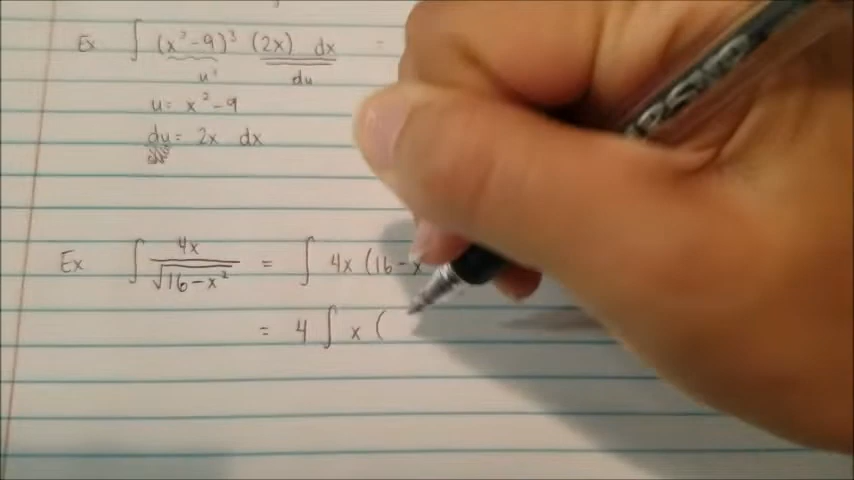 Ex ∫ (x²-9)³ (2x) dx =
u³ du
u = x²-9
du = 2x dx
Ex ∫ 4x/√(16-x²) = ∫ 4x (16-x
= 4 ∫ x (